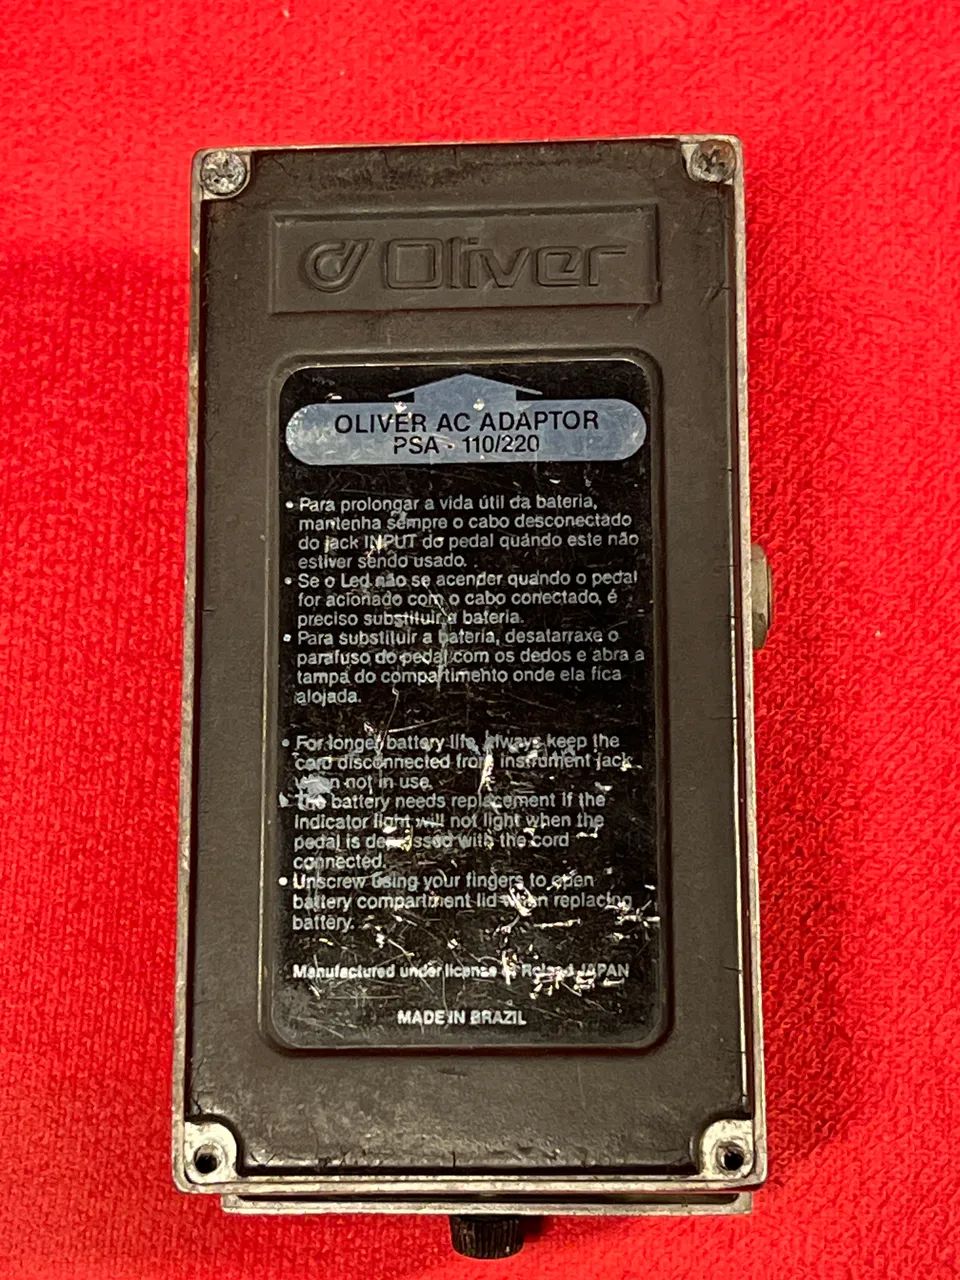 Oliver
OLIVER AC ADAPTOR
PSA - 110/220
• Para prolongar a vida útil da bateria,
mantenha sempre o cabo desconectado
do jack INPUT do pedal quándo este não
estiver sendo usado.
• Se o Led não se acender quando o pedal
for acionado com o cabo conectado, é
preciso substituir a bateria.
• Para substituir a bateria, desatarraxe o
parafuso do pedal com os dedos e abra a
tampa do compartimento onde ela fica
alojada.
• For longer battery life, always keep the
cord disconnected from instrument jack
when not in use.
• The battery needs replacement if the
indicator light will not light when the
pedal is depressed with the cord
connected.
• Unscrew using your fingers to open
battery compartment lid when replacing
battery.
Manufactured under license of Roland JAPAN
MADE IN BRAZIL